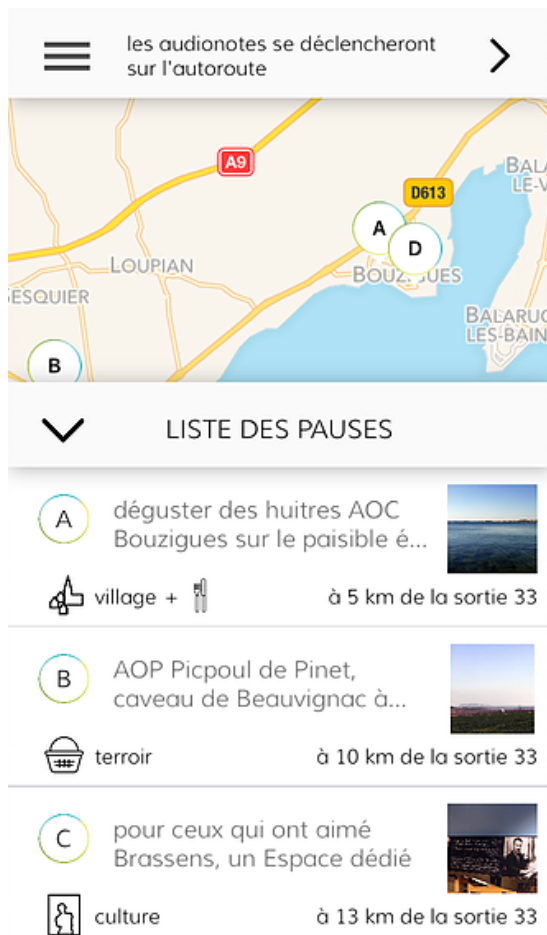 les audionotes se déclencheront
sur l'autoroute
A9
D613
A
D
LOUPIAN
BOUZIGUES
BALARUC
LES-BAIN
B
LISTE DES PAUSES
A
déguster des huitres AOC
Bouzigues sur le paisible é...
village +
à 5 km de la sortie 33
B
AOP Picpoul de Pinet,
caveau de Beauvignac à...
terroir
à 10 km de la sortie 33
C
pour ceux qui ont aimé
Brassens, un Espace dédié
culture
à 13 km de la sortie 33